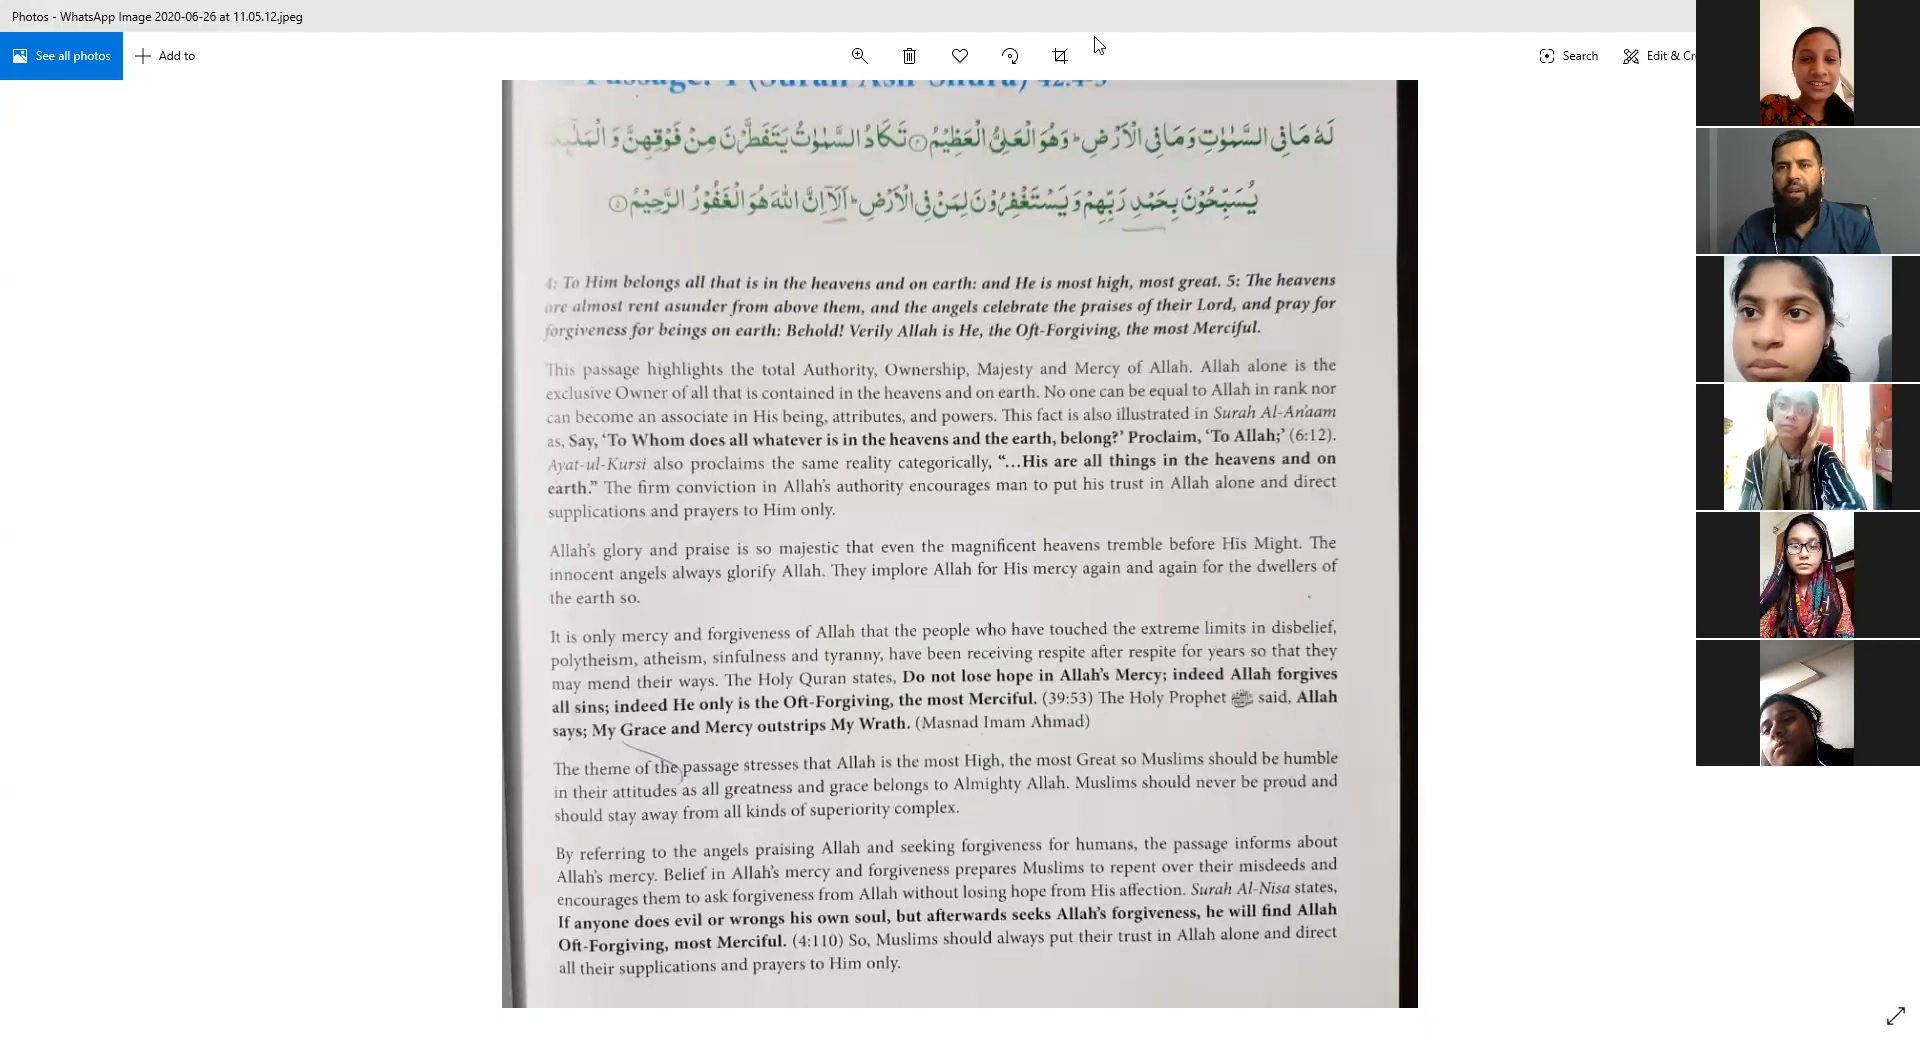 Photos - WhatsApp Image 2020-06-26 at 11.05.12.jpeg
See all photos
Add to
Search
Edit &
Passage: 1 (Surah Ash-Shura) 42:4-5
لَهٗ مَا فِی السَّمٰوٰتِ وَمَا فِی الْاَرْضِ ؕ وَهُوَ الْعَلِیُّ الْعَظِیْمُ ۴ تَكَادُ السَّمٰوٰتُ یَتَفَطَّرْنَ مِنْ فَوْقِهِنَّ وَ
یُسَبِّحُوْنَ بِحَمْدِ رَبِّهِمْ وَ یَسْتَغْفِرُوْنَ لِمَنْ فِی الْاَرْضِ ؕ اَلَاۤ اِنَّ اللّٰهَ هُوَ الْغَفُوْرُ الرَّحِیْمُ ۵
4: To Him belongs all that is in the heavens and on earth: and He is most high, most great. 5: The heavens
are almost rent asunder from above them, and the angels celebrate the praises of their Lord, and pray for
forgiveness for beings on earth: Behold! Verily Allah is He, the Oft-Forgiving, the most Merciful.
This passage highlights the total Authority, Ownership, Majesty and Mercy of Allah. Allah alone is the
exclusive Owner of all that is contained in the heavens and on earth. No one can be equal to Allah in rank nor
can become an associate in His being, attributes, and powers. This fact is also illustrated in Surah Al-An'aam
as, Say, ‘To Whom does all whatever is in the heavens and the earth, belong?’ Proclaim, ‘To Allah;’ (6:12).
Ayat-ul-Kursi also proclaims the same reality categorically, “…His are all things in the heavens and on
earth.” The firm conviction in Allah’s authority encourages man to put his trust in Allah alone and direct
supplications and prayers to Him only.
Allah’s glory and praise is so majestic that even the magnificent heavens tremble before His Might. The
innocent angels always glorify Allah. They implore Allah for His mercy again and again for the dwellers of
the earth so.
It is only mercy and forgiveness of Allah that the people who have touched the extreme limits in disbelief,
polytheism, atheism, sinfulness and tyranny, have been receiving respite after respite for years so that they
may mend their ways. The Holy Quran states, Do not lose hope in Allah’s Mercy; indeed Allah forgives
all sins; indeed He only is the Oft-Forgiving, the most Merciful. (39:53) The Holy Prophet ﷺ said, Allah
says; My Grace and Mercy outstrips My Wrath. (Masnad Imam Ahmad)
The theme of the passage stresses that Allah is the most High, the most Great so Muslims should be humble
in their attitudes as all greatness and grace belongs to Almighty Allah. Muslims should never be proud and
should stay away from all kinds of superiority complex.
By referring to the angels praising Allah and seeking forgiveness for humans, the passage informs about
Allah’s mercy. Belief in Allah’s mercy and forgiveness prepares Muslims to repent over their misdeeds and
encourages them to ask forgiveness from Allah without losing hope from His affection. Surah Al-Nisa states,
If anyone does evil or wrongs his own soul, but afterwards seeks Allah’s forgiveness, he will find Allah
Oft-Forgiving, most Merciful. (4:110) So, Muslims should always put their trust in Allah alone and direct
all their supplications and prayers to Him only.